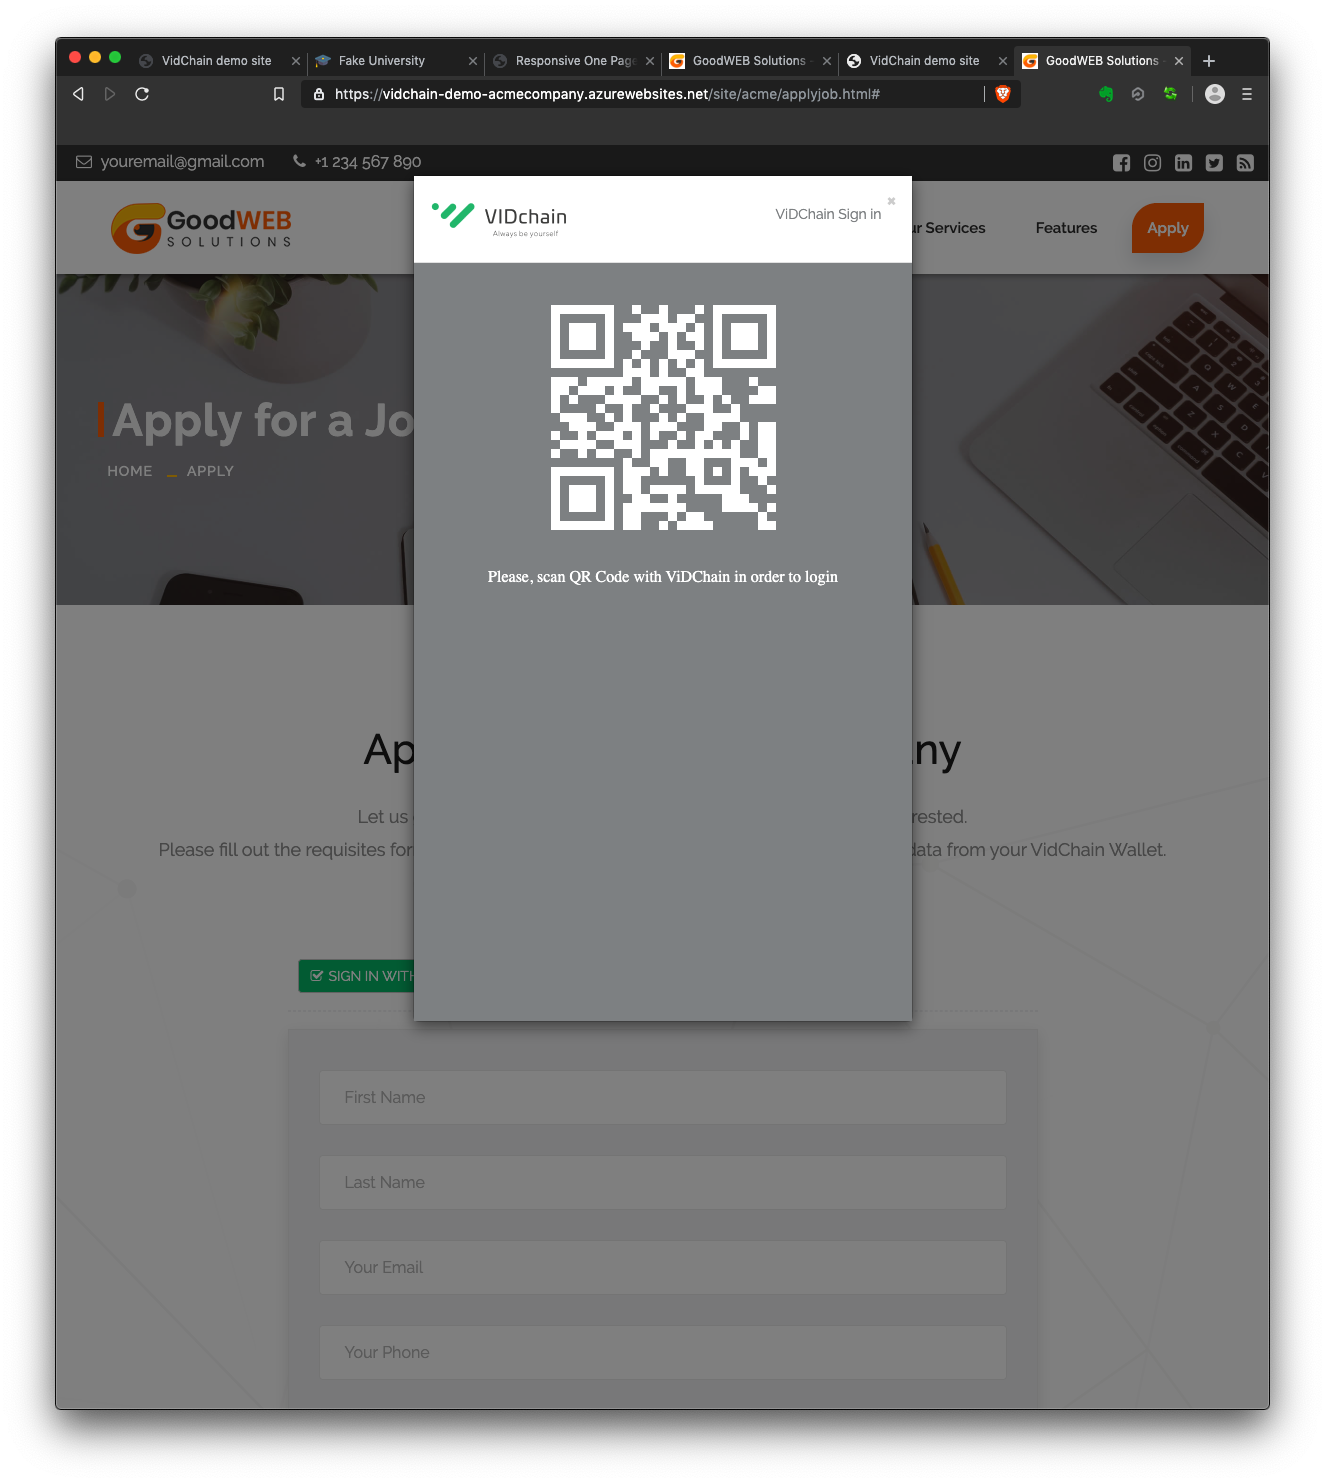 VidChain demo site
Fake University
Responsive One Page
GoodWEB Solutions -
VidChain demo site
GoodWEB Solutions -
https://vidchain-demo-acmecompany.azurewebsites.net/site/acme/applyjob.html#
youremail@gmail.com +1 234 567 890
GoodWEB
SOLUTIONS
VIDchain
Always be yourself
ViDChain Sign in
ur Services Features Apply
Apply for a Jo
HOME _ APPLY
Please, scan QR Code with ViDChain in order to login
Ap ny
Let us rested.
Please fill out the requisites for data from your VidChain Wallet.
SIGN IN WITH
First Name
Last Name
Your Email
Your Phone